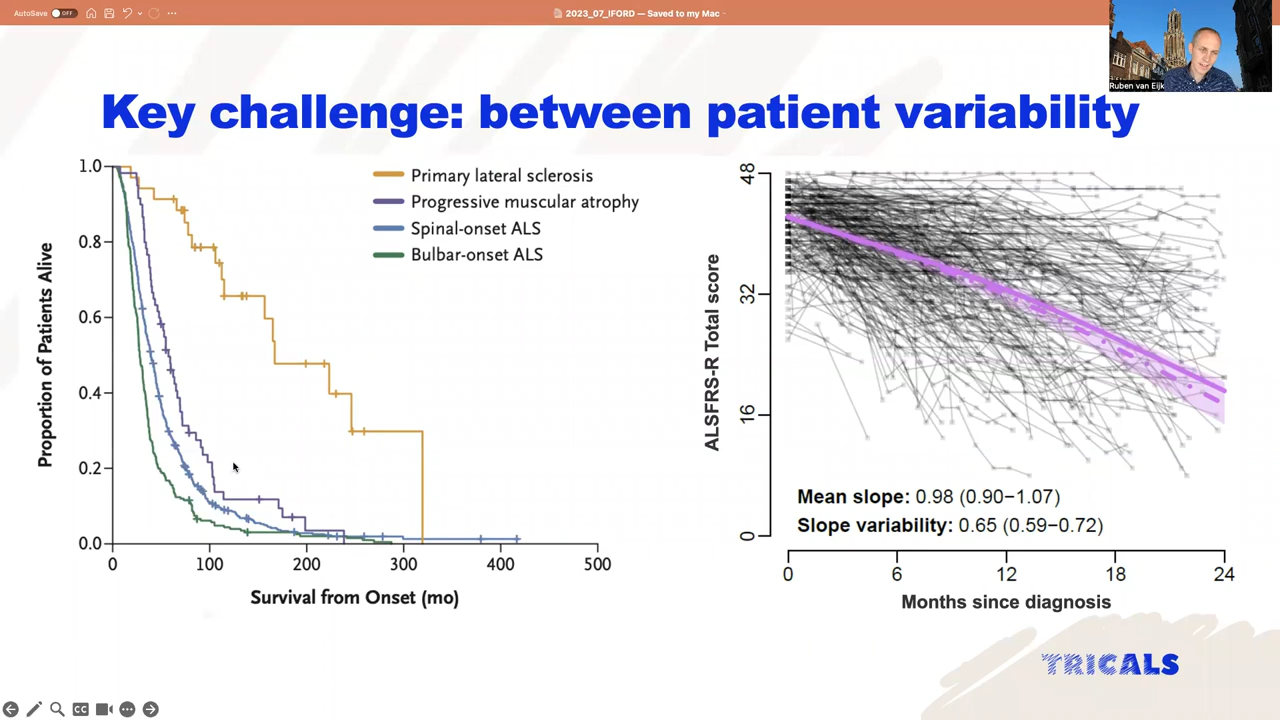 AutoSave OFF
2023_07_IFORD — Saved to my Mac
Ruben van Eijk
Key challenge: between patient variability
Primary lateral sclerosis
Progressive muscular atrophy
Spinal-onset ALS
Bulbar-onset ALS
Proportion of Patients Alive
1.0
0.8
0.6
0.4
0.2
0.0
0 100 200 300 400 500
Survival from Onset (mo)
ALSFRS-R Total score
48
32
16
0
Mean slope: 0.98 (0.90−1.07)
Slope variability: 0.65 (0.59−0.72)
0 6 12 18 24
Months since diagnosis
TRICALS
CC